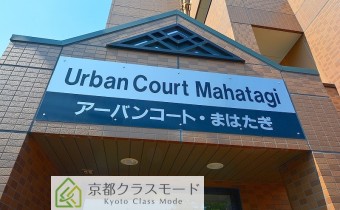 Urban Court Mahatagi
アーバンコート・まはたぎ
京都クラスモード
Kyoto Class Mode